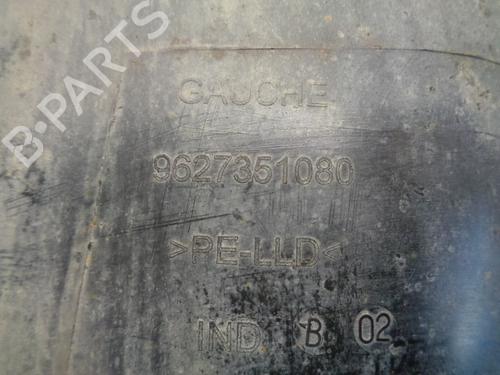 B-PARTS
GAUCHE
9627351080
>PE-LLD<
IND B 02